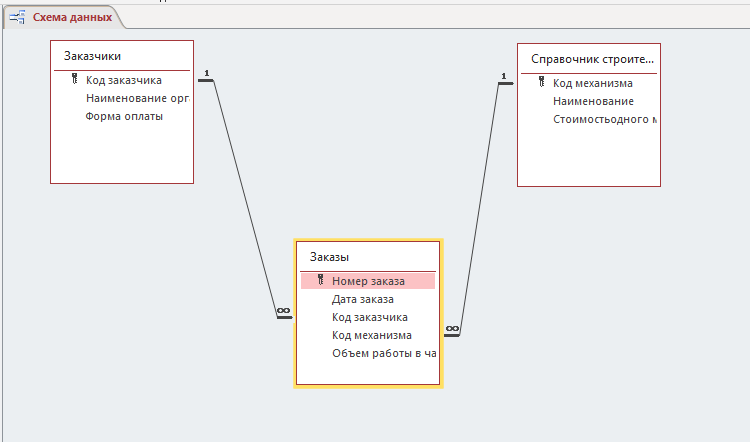 Схема данных
Заказчики
1
Код заказчика
Наименование орга
Форма оплаты
Справочник строите...
1
Код механизма
Наименование
Стоимостьодного м
Заказы
Номер заказа
Дата заказа
∞
Код заказчика
Код механизма
∞
Объем работы в ча